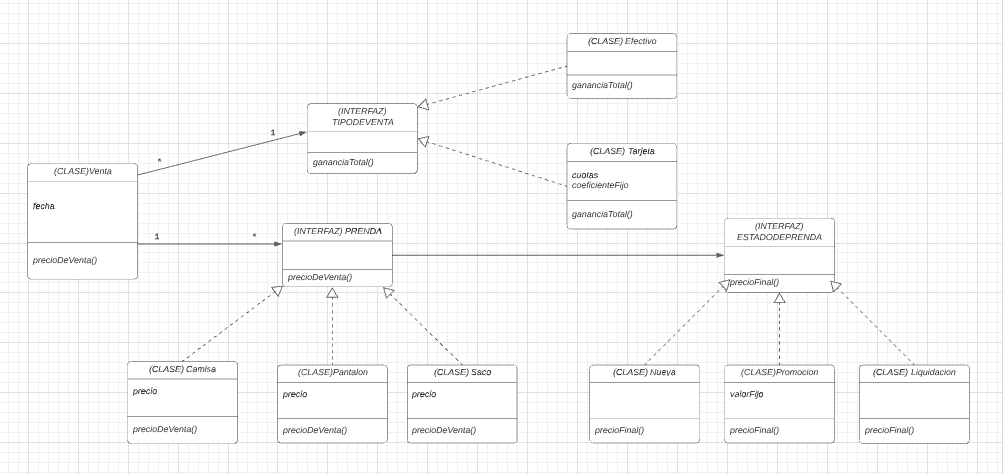 (CLASE) Efectivo
gananciaTotal()
(INTERFAZ)
TIPODEVENTA
gananciaTotal()
(CLASE) Tarjeta
cuotas
coeficienteFijo
gananciaTotal()
1
*
(CLASE)Venta
fecha
precioDeVenta()
1
*
(INTERFAZ) PRENDA
precioDeVenta()
(INTERFAZ)
ESTADODEPRENDA
precioFinal()
(CLASE) Camisa
precio
precioDeVenta()
(CLASE)Pantalon
precio
precioDeVenta()
(CLASE) Saco
precio
precioDeVenta()
(CLASE) Nueva
precioFinal()
(CLASE)Promocion
valorFijo
precioFinal()
(CLASE) Liquidacion
precioFinal()